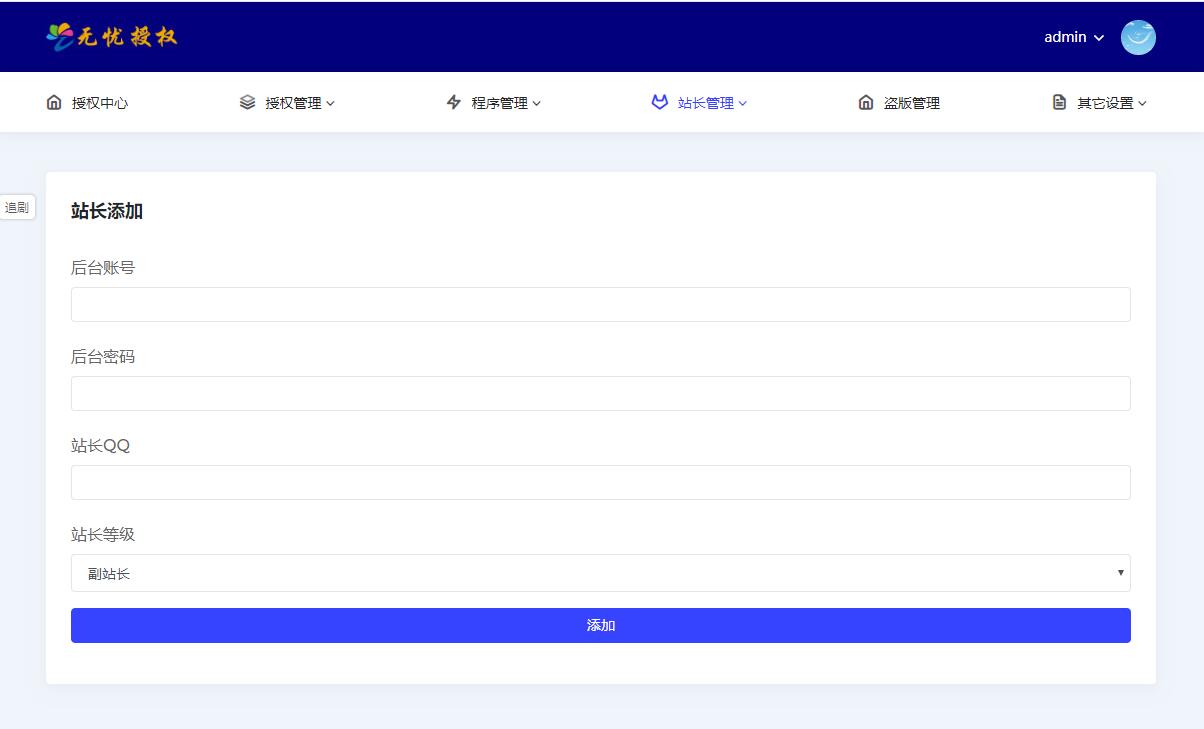 无忧授权
admin
授权中心 授权管理 程序管理 站长管理 盗版管理 其它设置
追剧
站长添加
后台账号
后台密码
站长QQ
站长等级
副站长
添加